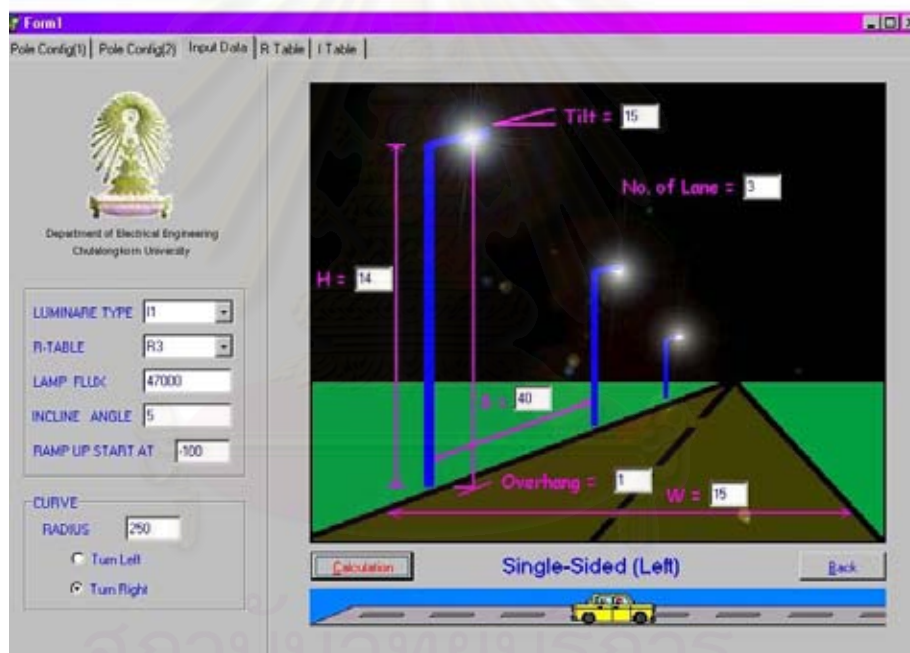 Form1
Pole Config(1) Pole Config(2) Input Data R Table I Table
Tilt = 15
No. of Lane = 3
Department of Electrical Engineering
Chulalongkorn University
H = 14
LUMINARE TYPE I1
R-TABLE R3
LAMP FLUX 47000
INCLINE ANGLE 5
RAMP UP START AT -100
= 40
Overhang = 1
W = 15
CURVE
RADIUS 250
Turn Left
Turn Right
Calculation
Single-Sided (Left)
Back